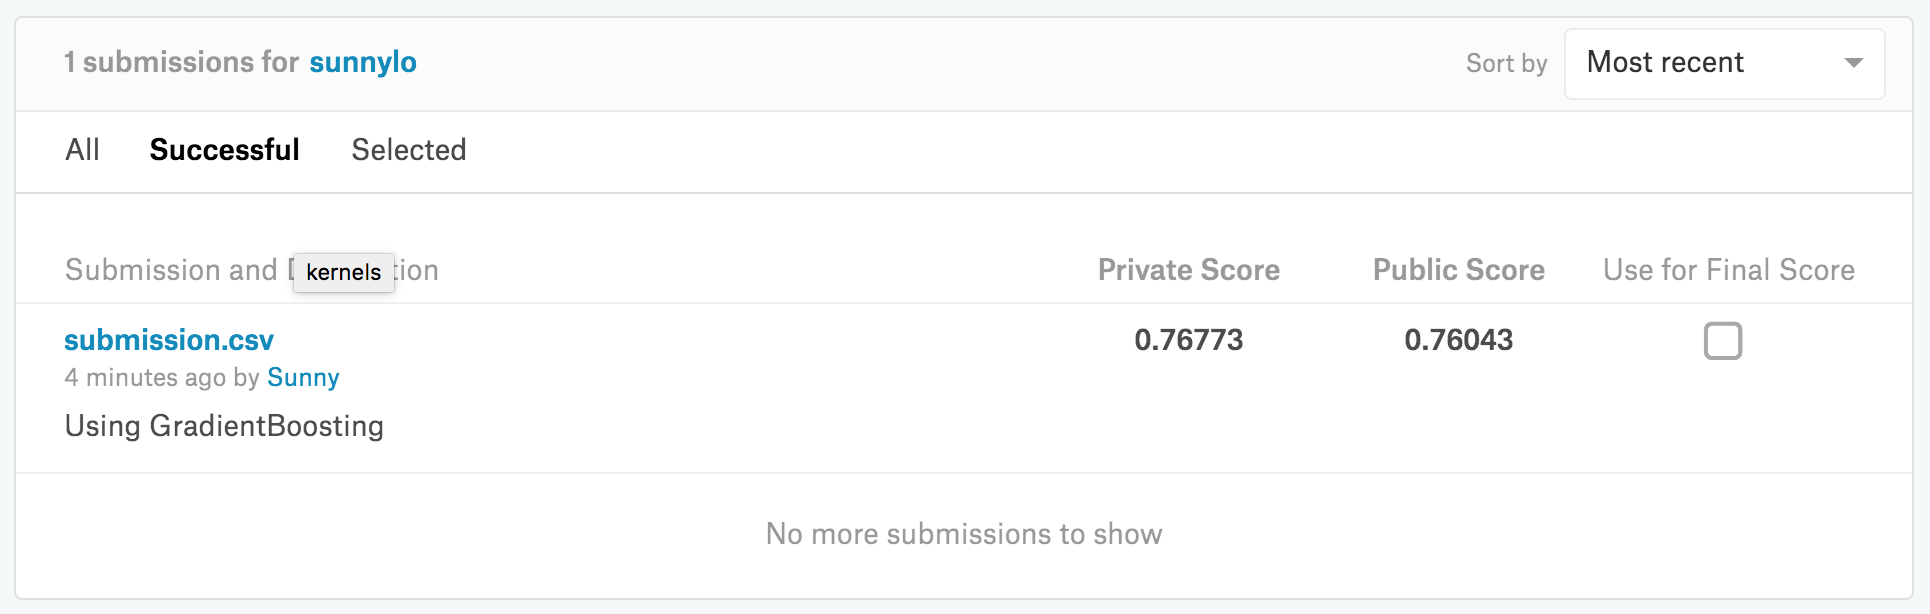 1 submissions for sunnylo Sort by Most recent
All Successful Selected
Submission and kernels tion Private Score Public Score Use for Final Score
submission.csv 0.76773 0.76043
4 minutes ago by Sunny
Using GradientBoosting
No more submissions to show